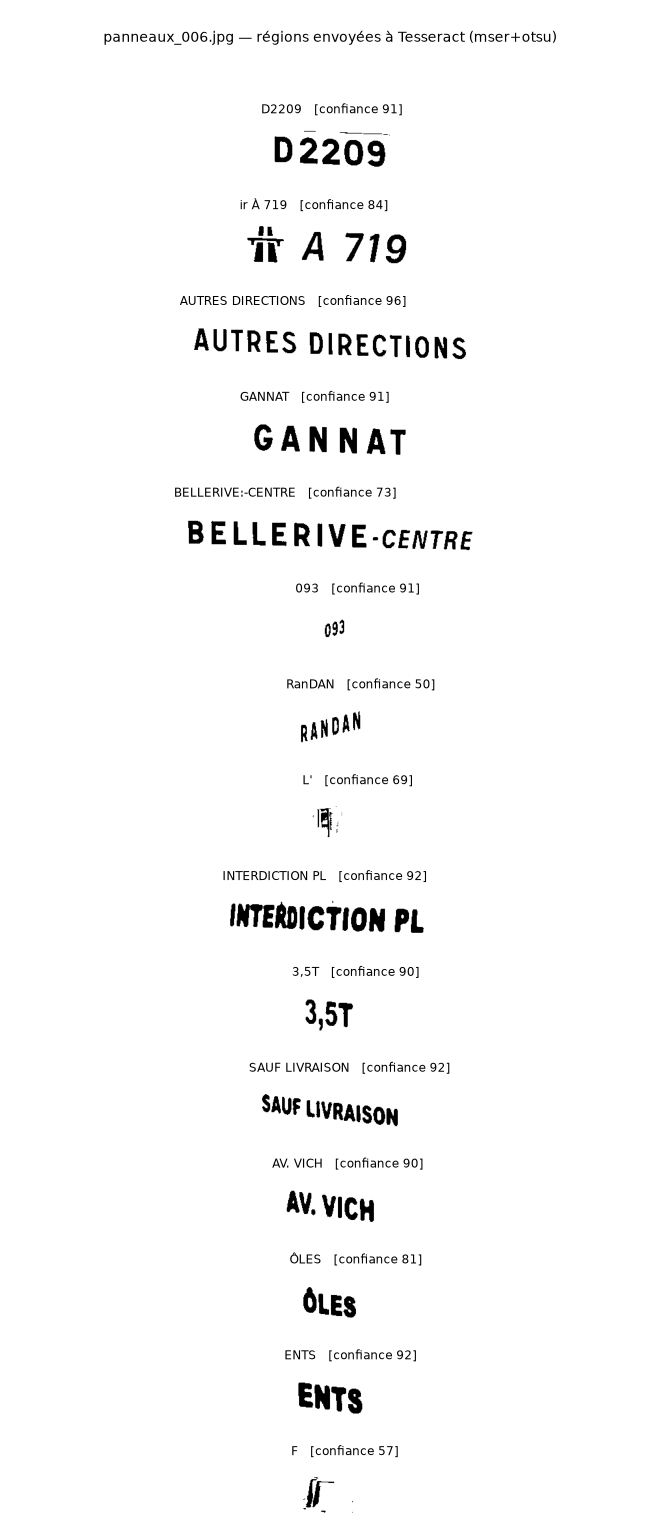 panneaux_006.jpg — régions envoyées à Tesseract (mser+otsu)
D2209 [confiance 91]
D2209
ir À 719 [confiance 84]
A 719
AUTRES DIRECTIONS [confiance 96]
AUTRES DIRECTIONS
GANNAT [confiance 91]
GANNAT
BELLERIVE:-CENTRE [confiance 73]
BELLERIVE-CENTRE
093 [confiance 91]
093
RanDAN [confiance 50]
RANDAN
L' [confiance 69]
INTERDICTION PL [confiance 92]
INTERDICTION PL
3,5T [confiance 90]
3,5T
SAUF LIVRAISON [confiance 92]
SAUF LIVRAISON
AV. VICH [confiance 90]
AV. VICH
ÔLES [confiance 81]
ÔLES
ENTS [confiance 92]
ENTS
F [confiance 57]